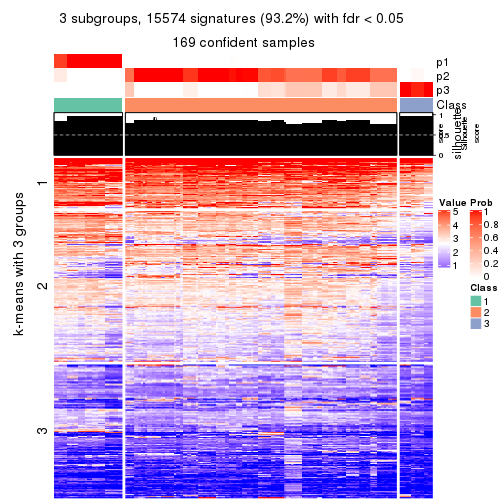 3 subgroups, 15574 signatures (93.2%) with fdr < 0.05
169 confident samples
p1
p2
p3
Class
1
0.5
0
silhouette
score
Silhouette
score
k-means with 3 groups
1
2
3
Value
5
4
3
2
1
Prob
1
0.8
0.6
0.4
0.2
0
Class
1
2
3